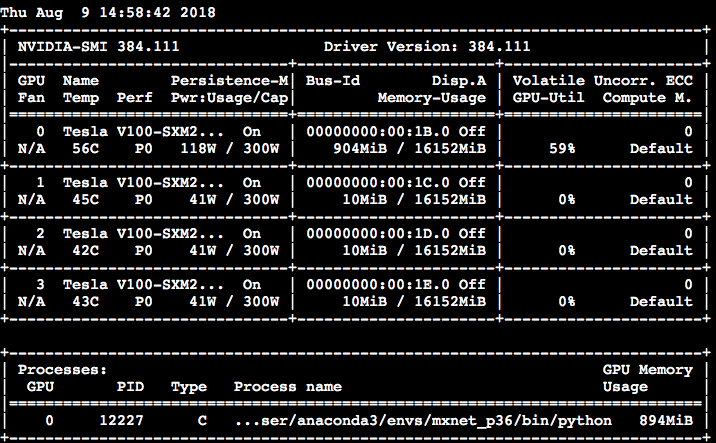 Thu Aug  9 14:58:42 2018
+-----------------------------------------------------------------------------+
| NVIDIA-SMI 384.111                Driver Version: 384.111                   |
|-------------------------------+----------------------+----------------------+
| GPU  Name        Persistence-M| Bus-Id        Disp.A | Volatile Uncorr. ECC |
| Fan  Temp  Perf  Pwr:Usage/Cap|         Memory-Usage | GPU-Util  Compute M. |
|===============================+======================+======================|
|   0  Tesla V100-SXM2...  On   | 00000000:00:1B.0 Off |                    0 |
| N/A   56C    P0   118W / 300W |    904MiB / 16152MiB |     59%      Default |
+-------------------------------+----------------------+----------------------+
|   1  Tesla V100-SXM2...  On   | 00000000:00:1C.0 Off |                    0 |
| N/A   45C    P0    41W / 300W |     10MiB / 16152MiB |      0%      Default |
+-------------------------------+----------------------+----------------------+
|   2  Tesla V100-SXM2...  On   | 00000000:00:1D.0 Off |                    0 |
| N/A   42C    P0    41W / 300W |     10MiB / 16152MiB |      0%      Default |
+-------------------------------+----------------------+----------------------+
|   3  Tesla V100-SXM2...  On   | 00000000:00:1E.0 Off |                    0 |
| N/A   43C    P0    41W / 300W |     10MiB / 16152MiB |      0%      Default |
+-------------------------------+----------------------+----------------------+

+-----------------------------------------------------------------------------+
| Processes:                                                       GPU Memory |
|  GPU       PID   Type   Process name                             Usage      |
|=============================================================================|
|    0     12227      C   ...ser/anaconda3/envs/mxnet_p36/bin/python   894MiB |
+-----------------------------------------------------------------------------+